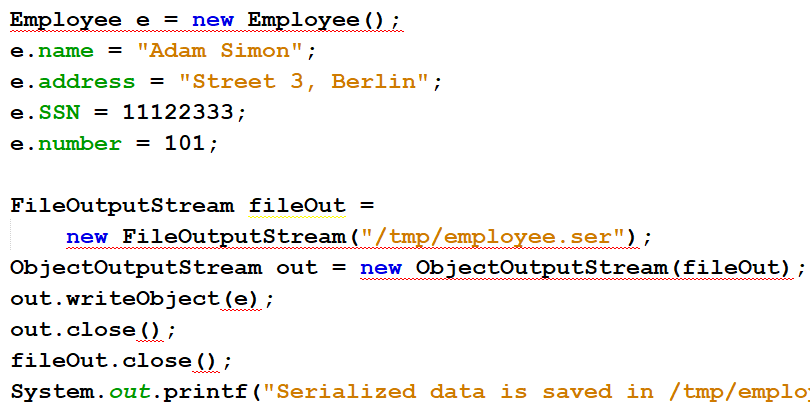 Employee e = new Employee();
e.name = "Adam Simon";
e.address = "Street 3, Berlin";
e.SSN = 11122333;
e.number = 101;
FileOutputStream fileOut =
new FileOutputStream("/tmp/employee.ser");
ObjectOutputStream out = new ObjectOutputStream(fileOut);
out.writeObject(e);
out.close();
fileOut.close();
System.out.printf("Serialized data is saved in /tmp/emplo